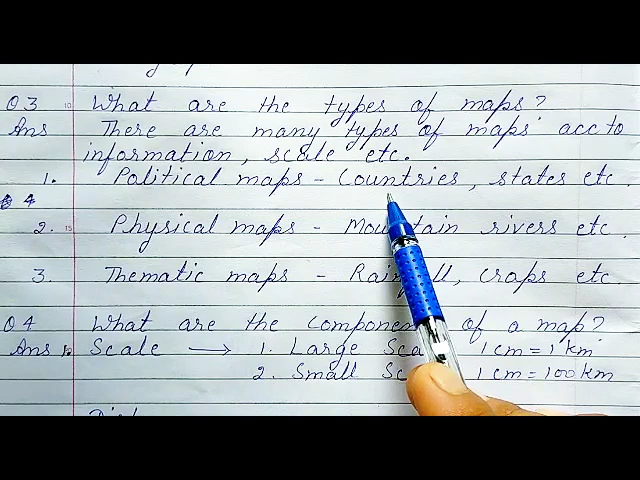 Q3 What are the types of maps?
Ans There are many types of maps acc to
information, scale etc.
1. Political maps - Countries, states etc.
2. Physical maps - Mountain rivers etc.
3. Thematic maps - Rainfall, craps etc.
Q4 What are the components of a map?
Ans 1. Scale → 1. Large Scale 1 cm = 1 km
2. Small Scale 1 cm = 100 km